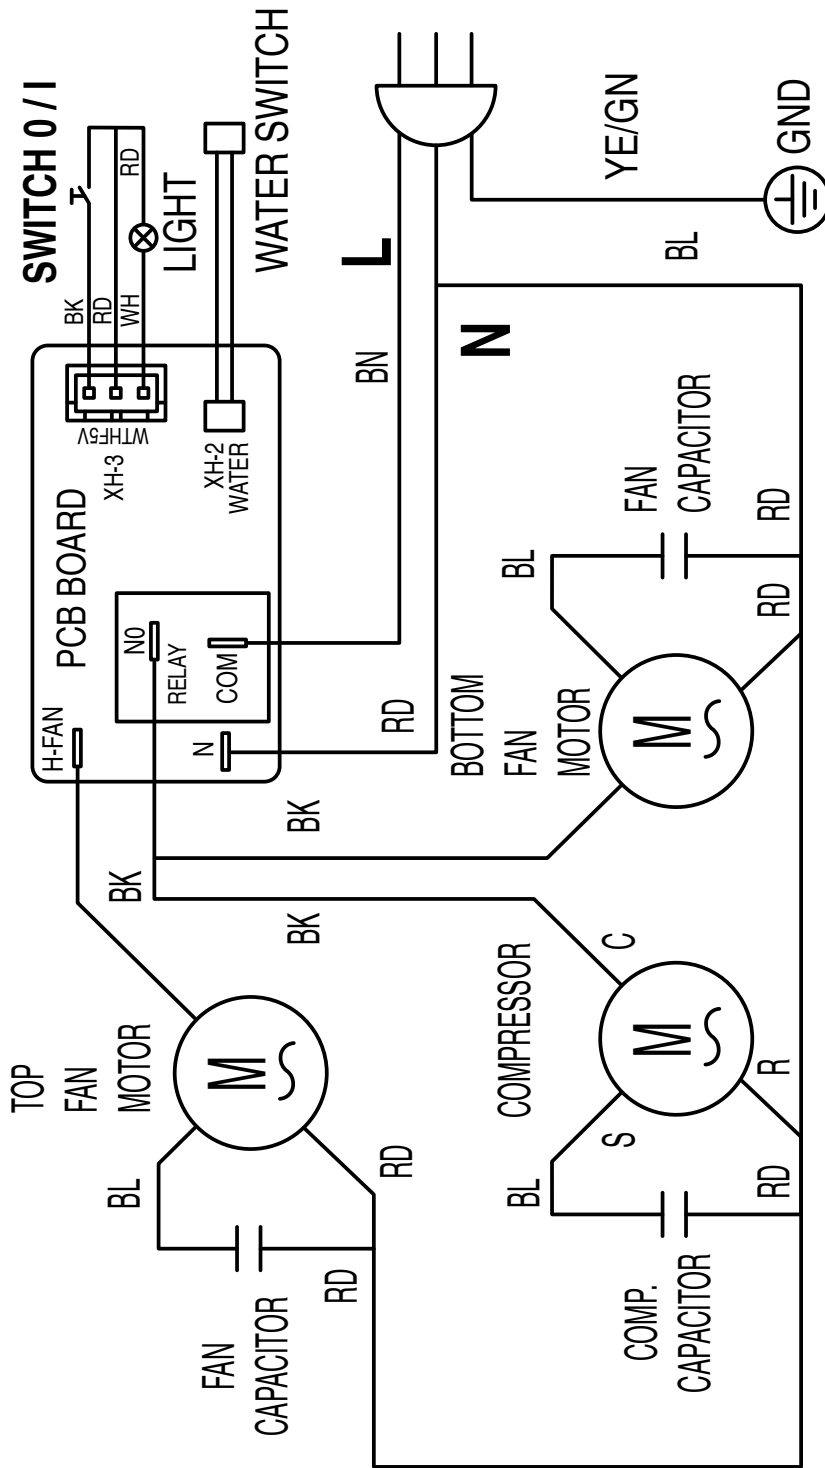 TOP
FAN
MOTOR
H-FAN
PCB BOARD
SWITCH 0 / I
BK
RD
WH
RD
LIGHT
WTHF5V
XH-3
XH-2
WATER
WATER SWITCH
BL
BK
N0
RELAY
COM
N
FAN
CAPACITOR
RD
RD
BK
BK
RD
BN
L
N
COMPRESSOR
BOTTOM
FAN
MOTOR
BL
S
C
BL
FAN
CAPACITOR
YE/GN
BL
GND
COMP.
CAPACITOR
RD
R
RD
RD
M
M
M